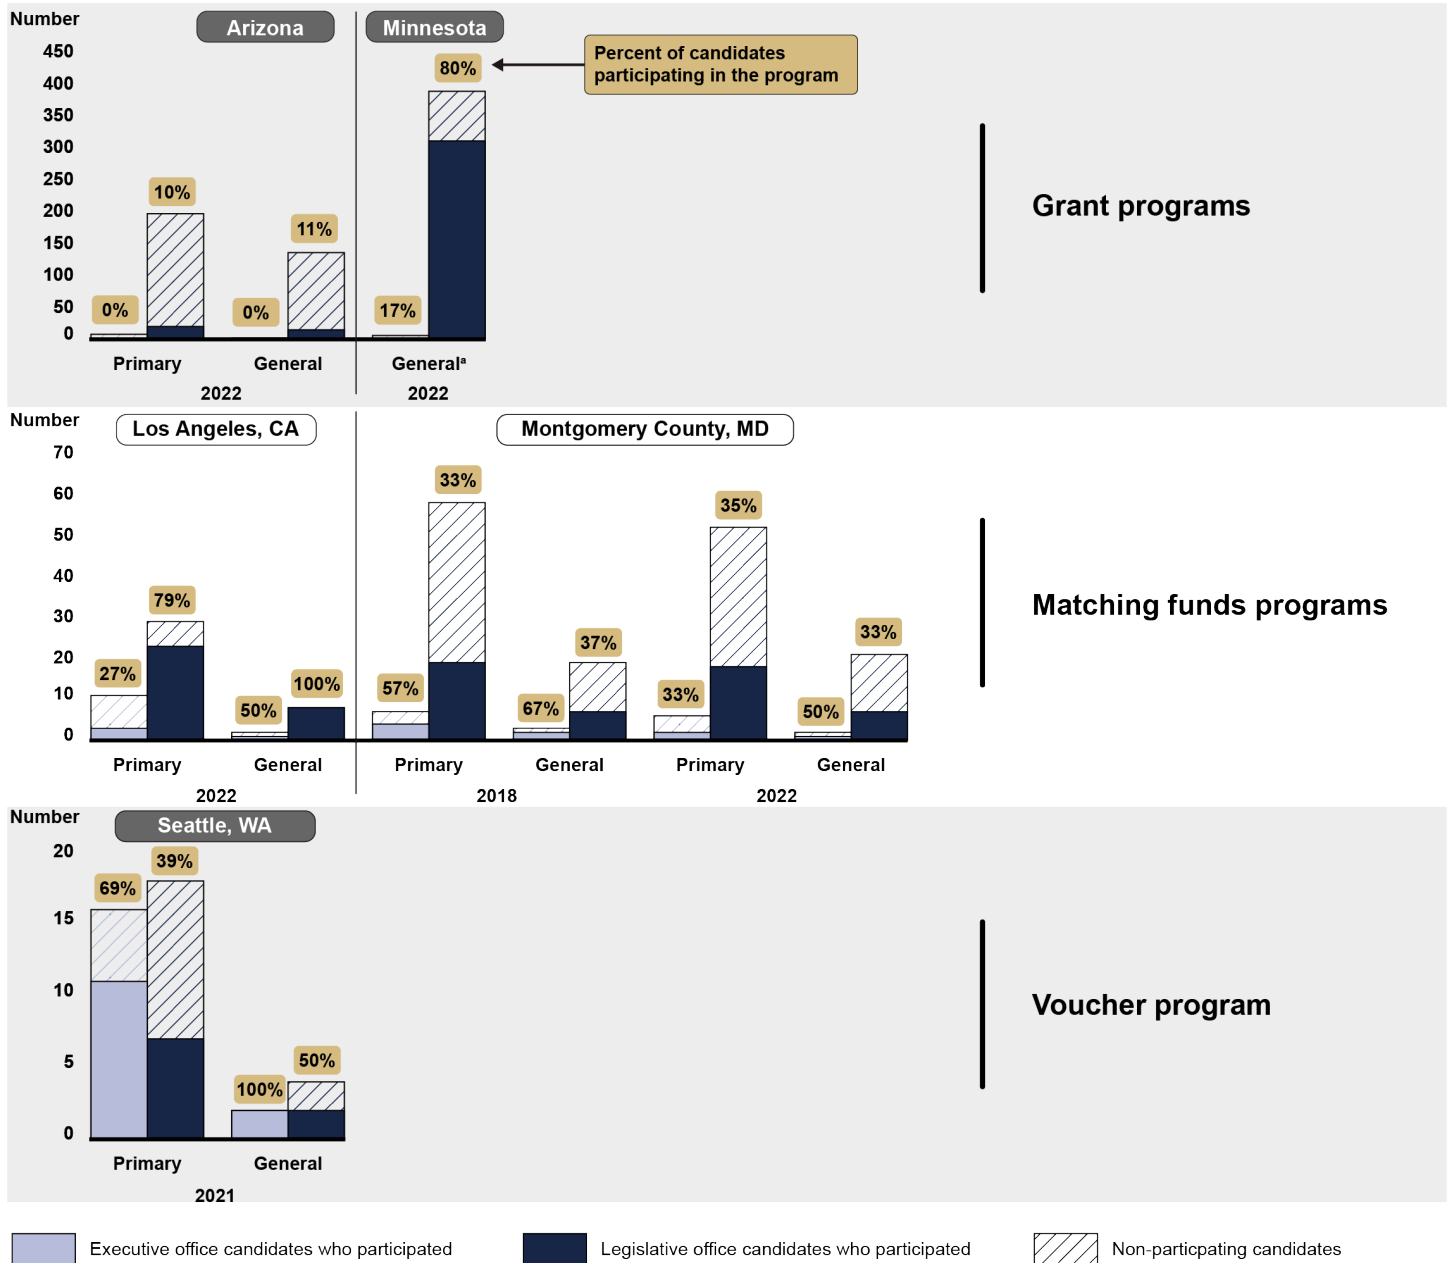 Number
Arizona
Minnesota
450
400
350
300
250
200
150
100
50
0
80%
Percent of candidates
participating in the program
10%
11%
0%
0%
17%
Primary
General
Generalª
2022
2022
Grant programs
Number
Los Angeles, CA
Montgomery County, MD
70
60
50
40
30
20
10
0
27%
79%
50%
100%
57%
33%
67%
37%
33%
35%
50%
33%
Primary
General
Primary
General
Primary
General
2022
2018
2022
Matching funds programs
Number
Seattle, WA
20
15
10
5
0
69%
39%
100%
50%
Primary
General
2021
Voucher program
Executive office candidates who participated
Legislative office candidates who participated
Non-particpating candidates